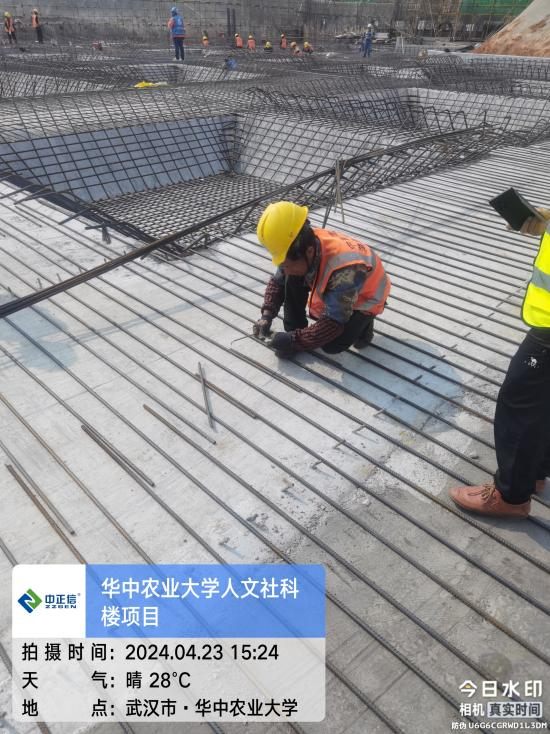 中正信®
ZZSEN
华中农业大学人文社科
楼项目
拍摄时间：2024.04.23 15:24
天 气：晴 28°C
地 点：武汉市·华中农业大学
今日水印
相机 真实时间
防伪 U6G6CGRWD1L3DM